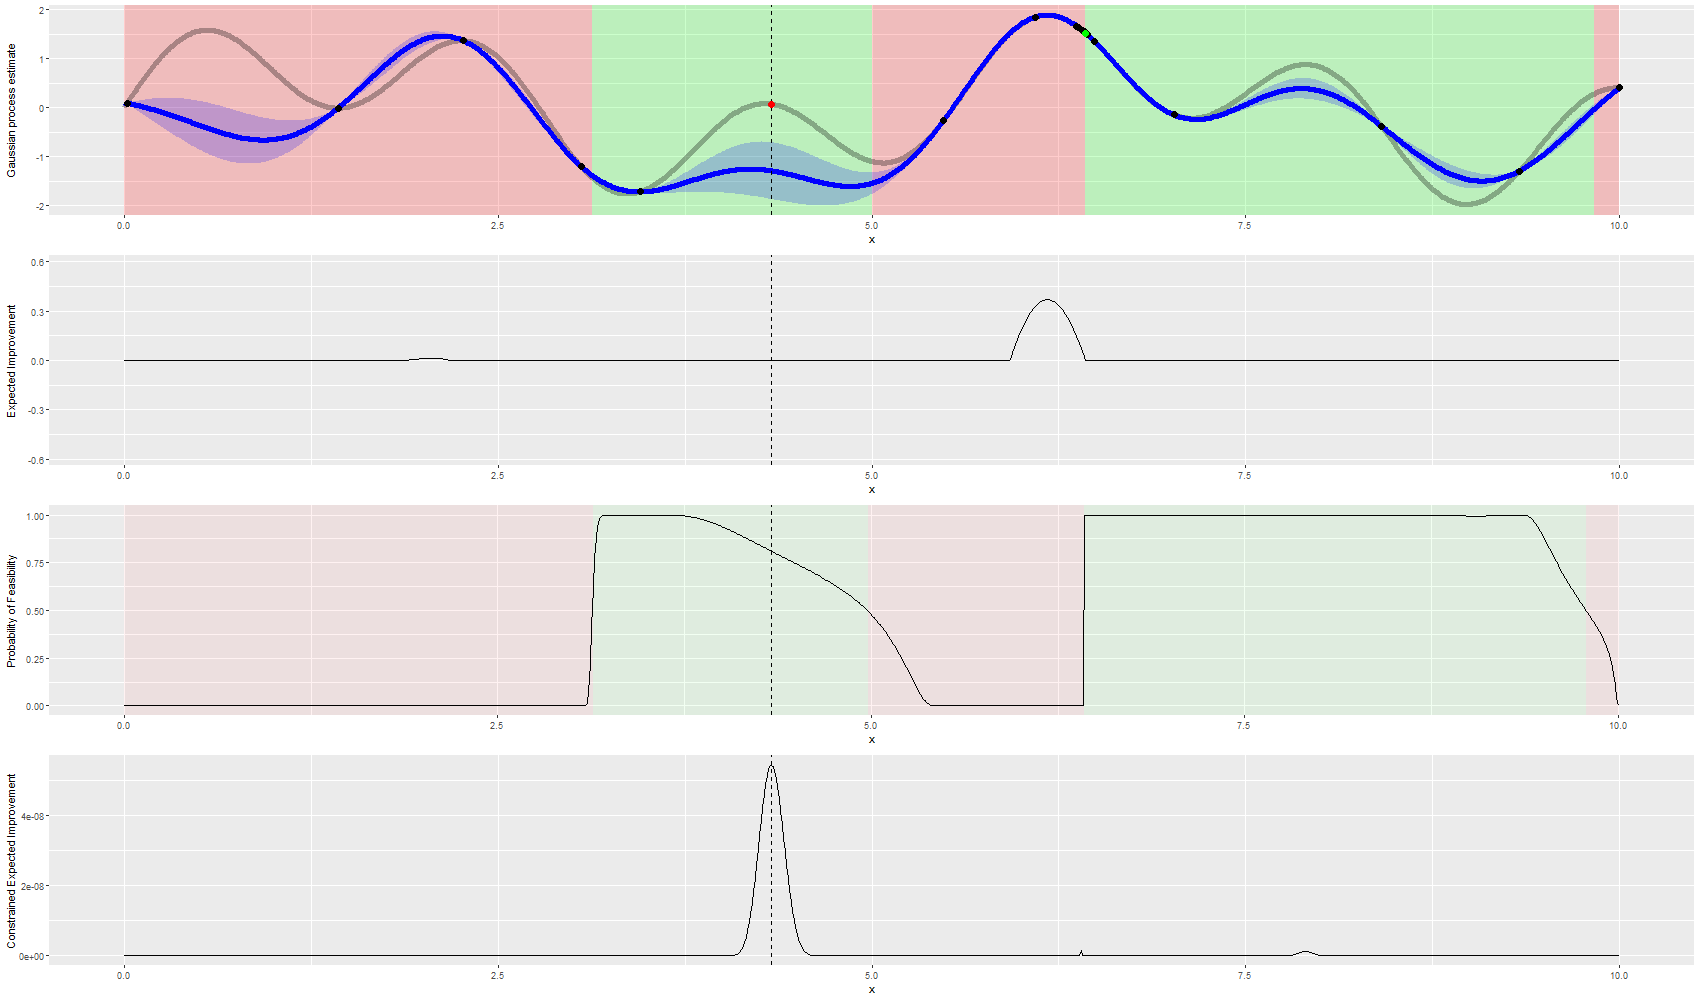 Gaussian process estimate
2
1
0
-1
-2
0.0 2.5 5.0 7.5 10.0
x
Expected Improvement
0.6
0.3
0.0
-0.3
-0.6
0.0 2.5 5.0 7.5 10.0
x
Probability of Feasibility
1.00
0.75
0.50
0.25
0.00
0.0 2.5 5.0 7.5 10.0
x
Constrained Expected Improvement
4e-08
2e-08
0e+00
0.0 2.5 5.0 7.5 10.0
x